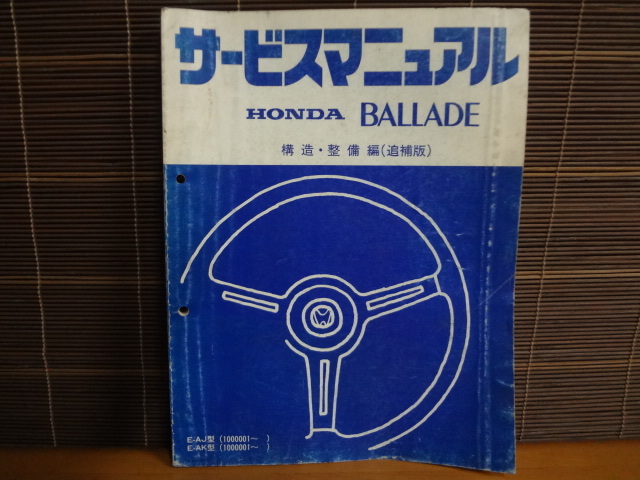 サービスマニュアル
HONDA BALLADE
構造・整備編(追補版)
E-AJ型 (1000001～ )
E-AK型 (1000001～ )